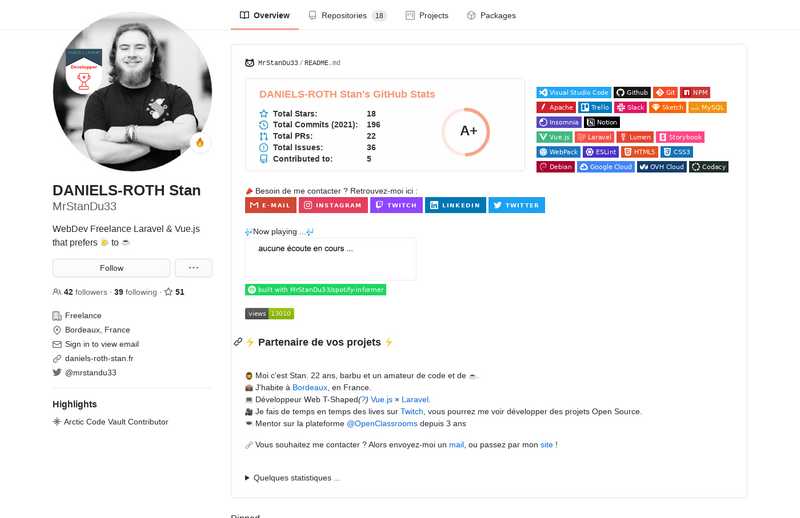 Overview
Repositories 18
Projects
Packages
Développeur
DANIELS-ROTH Stan
MrStanDu33
WebDev Freelance Laravel & Vue.js
that prefers 🍺 to ☕
Follow
42 followers · 39 following · 51
Freelance
Bordeaux, France
Sign in to view email
daniels-roth-stan.fr
@mrstandu33
Highlights
Arctic Code Vault Contributor
MrStanDu33 / README.md
DANIELS-ROTH Stan's GitHub Stats
Total Stars: 18
Total Commits (2021): 196
Total PRs: 22
Total Issues: 36
Contributed to: 5
A+
Visual Studio Code Github Git NPM
Apache Trello Slack Sketch MySQL
Insomnia Notion
Vue.js Laravel Lumen Storybook
WebPack ESLint HTML5 CSS3
Debian Google Cloud OVH Cloud Codacy
Besoin de me contacter ? Retrouvez-moi ici :
E-MAIL INSTAGRAM TWITCH LINKEDIN TWITTER
Now playing ...
aucune écoute en cours ...
built with MrStanDu33/spotify-informer
views 13010
⚡ Partenaire de vos projets ⚡
Moi c'est Stan, 22 ans, barbu et un amateur de code et de ☕.
J'habite à Bordeaux, en France.
Développeur Web T-Shaped(?) Vue.js × Laravel.
Je fais de temps en temps des lives sur Twitch, vous pourrez me voir développer des projets Open Source.
Mentor sur la plateforme @OpenClassrooms depuis 3 ans
Vous souhaitez me contacter ? Alors envoyez-moi un mail, ou passez par mon site !
Quelques statistiques ...
Pinned